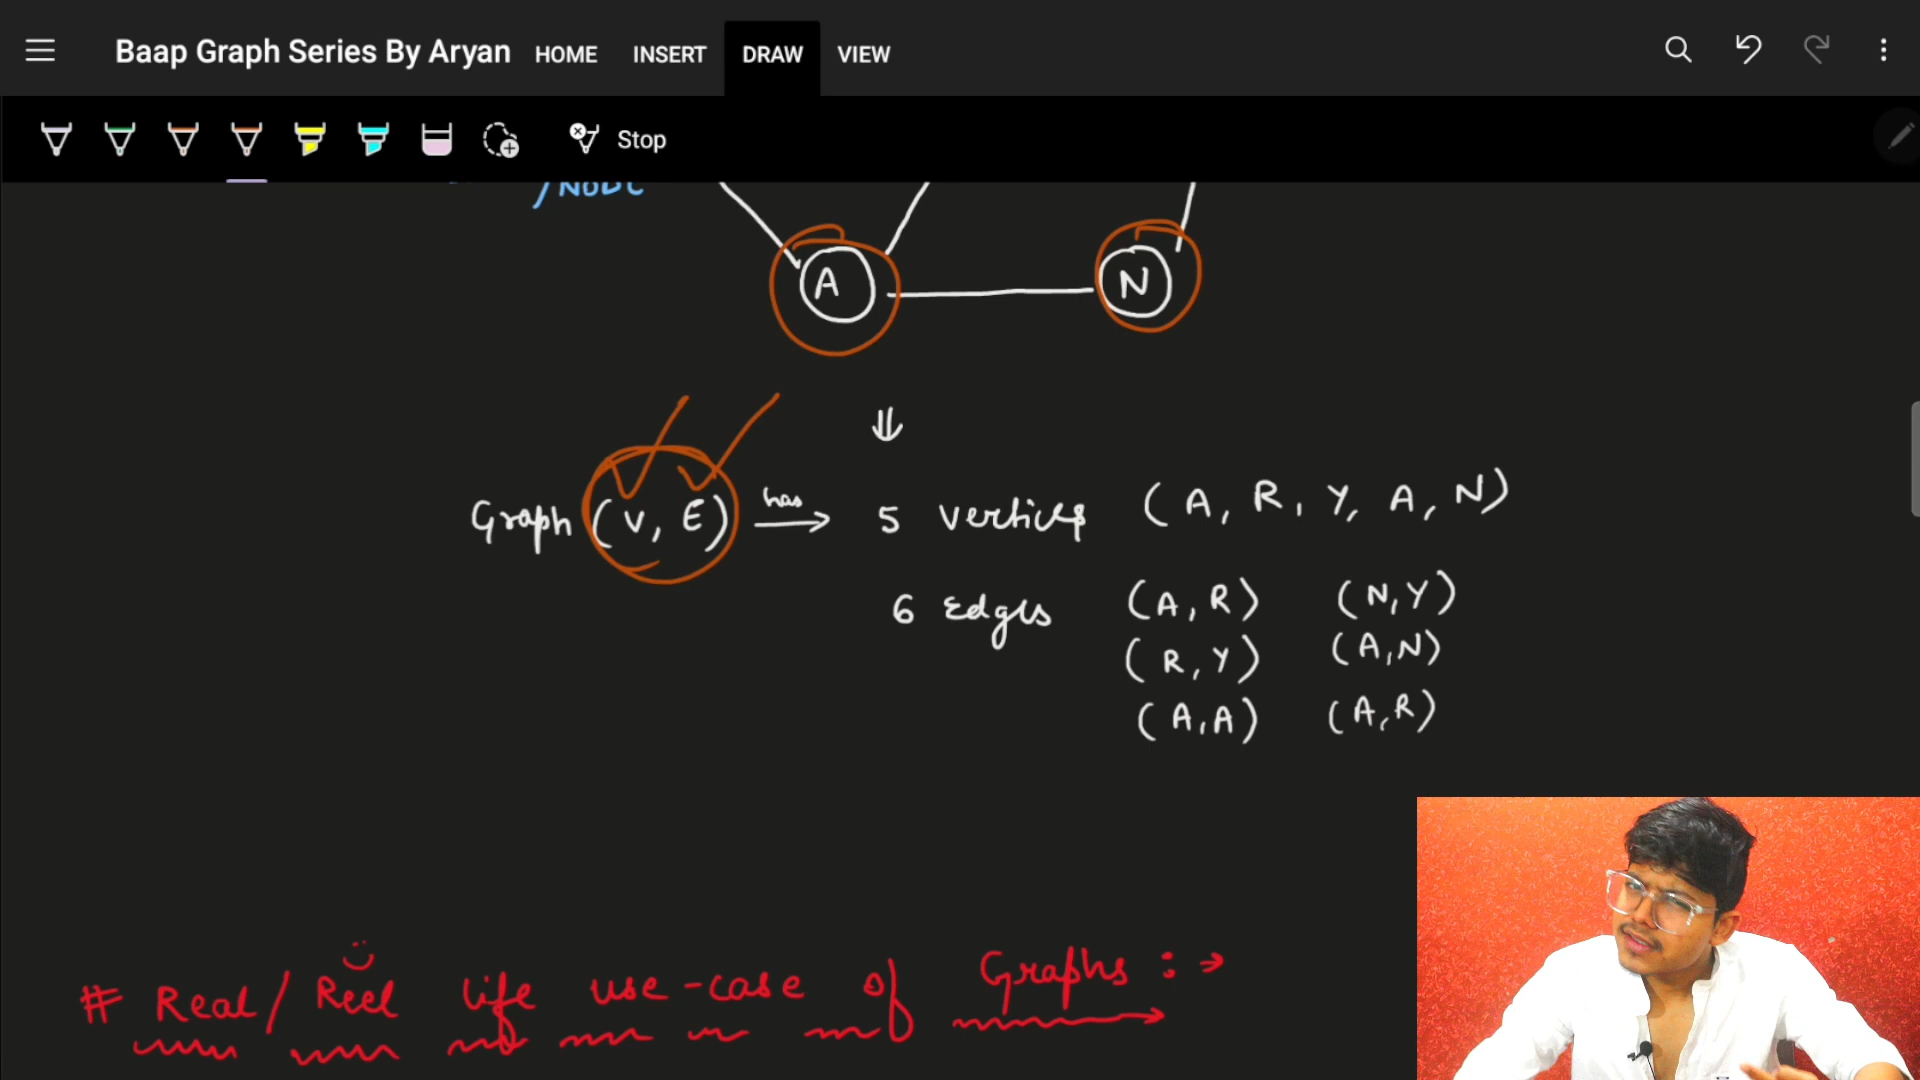 Baap Graph Series By Aryan HOME INSERT DRAW VIEW
Stop
/NODE
A N
Graph (V, E) has → 5 vertices (A, R, Y, A, N)
6 Edges (A, R) (N, Y)
(R, Y) (A, N)
(A, A) (A, R)
# Real/Reel life use-case of Graphs : →